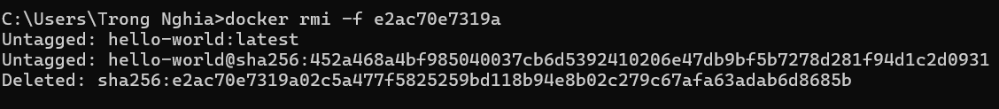 C:\Users\Trong Nghia>docker rmi -f e2ac70e7319a
Untagged: hello-world:latest
Untagged: hello-world@sha256:452a468a4bf985040037cb6d5392410206e47db9bf5b7278d281f94d1c2d0931
Deleted: sha256:e2ac70e7319a02c5a477f5825259bd118b94e8b02c279c67afa63adab6d8685b